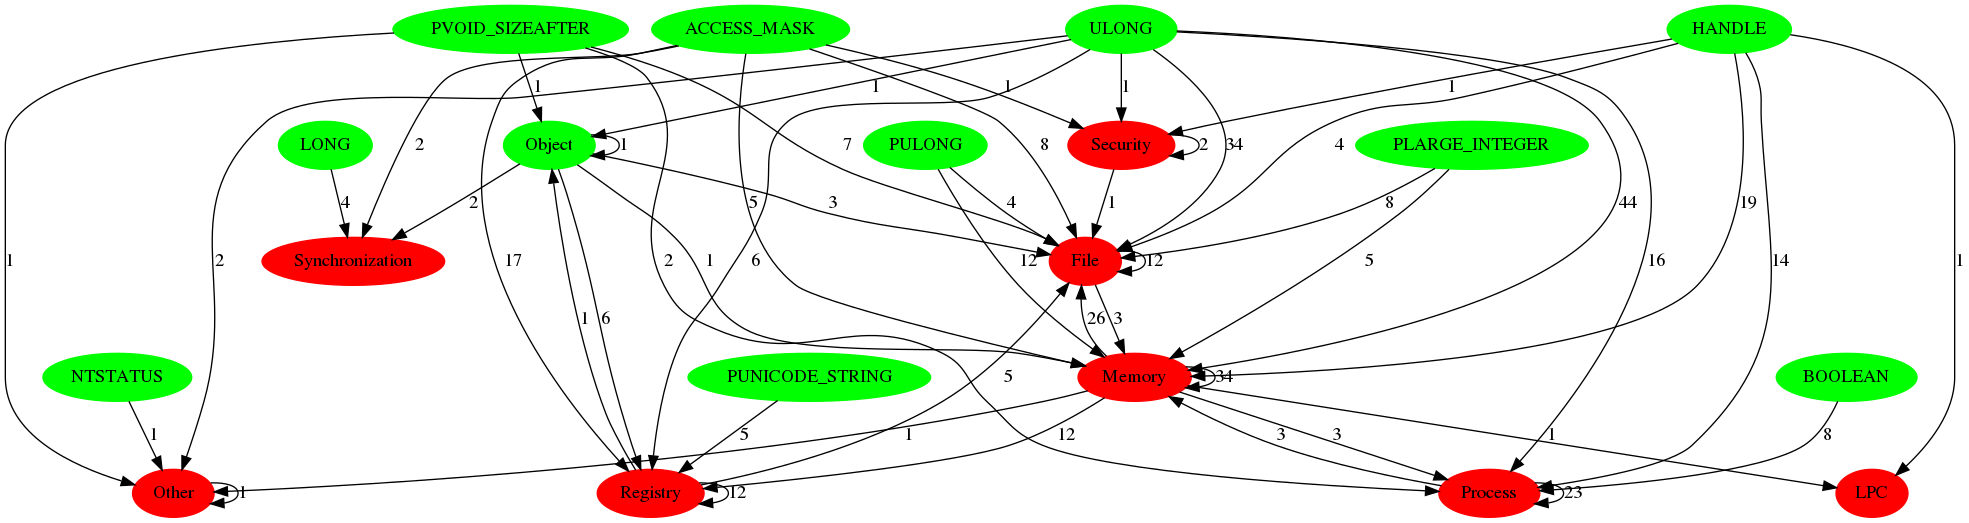 PVOID_SIZEAFTER
ACCESS_MASK
ULONG
HANDLE
1
1
1
1
1
LONG
2
Object
1
7
PULONG
8
Security
2
34
4
PLARGE_INTEGER
4
2
3
5
4
1
8
44
19
1
2
Synchronization
17
1
6
2
1
6
12
File
12
5
16
14
1
26
3
NTSTATUS
PUNICODE_STRING
5
Memory
34
BOOLEAN
1
5
1
12
3
3
1
8
Other
1
Registry
12
Process
23
LPC